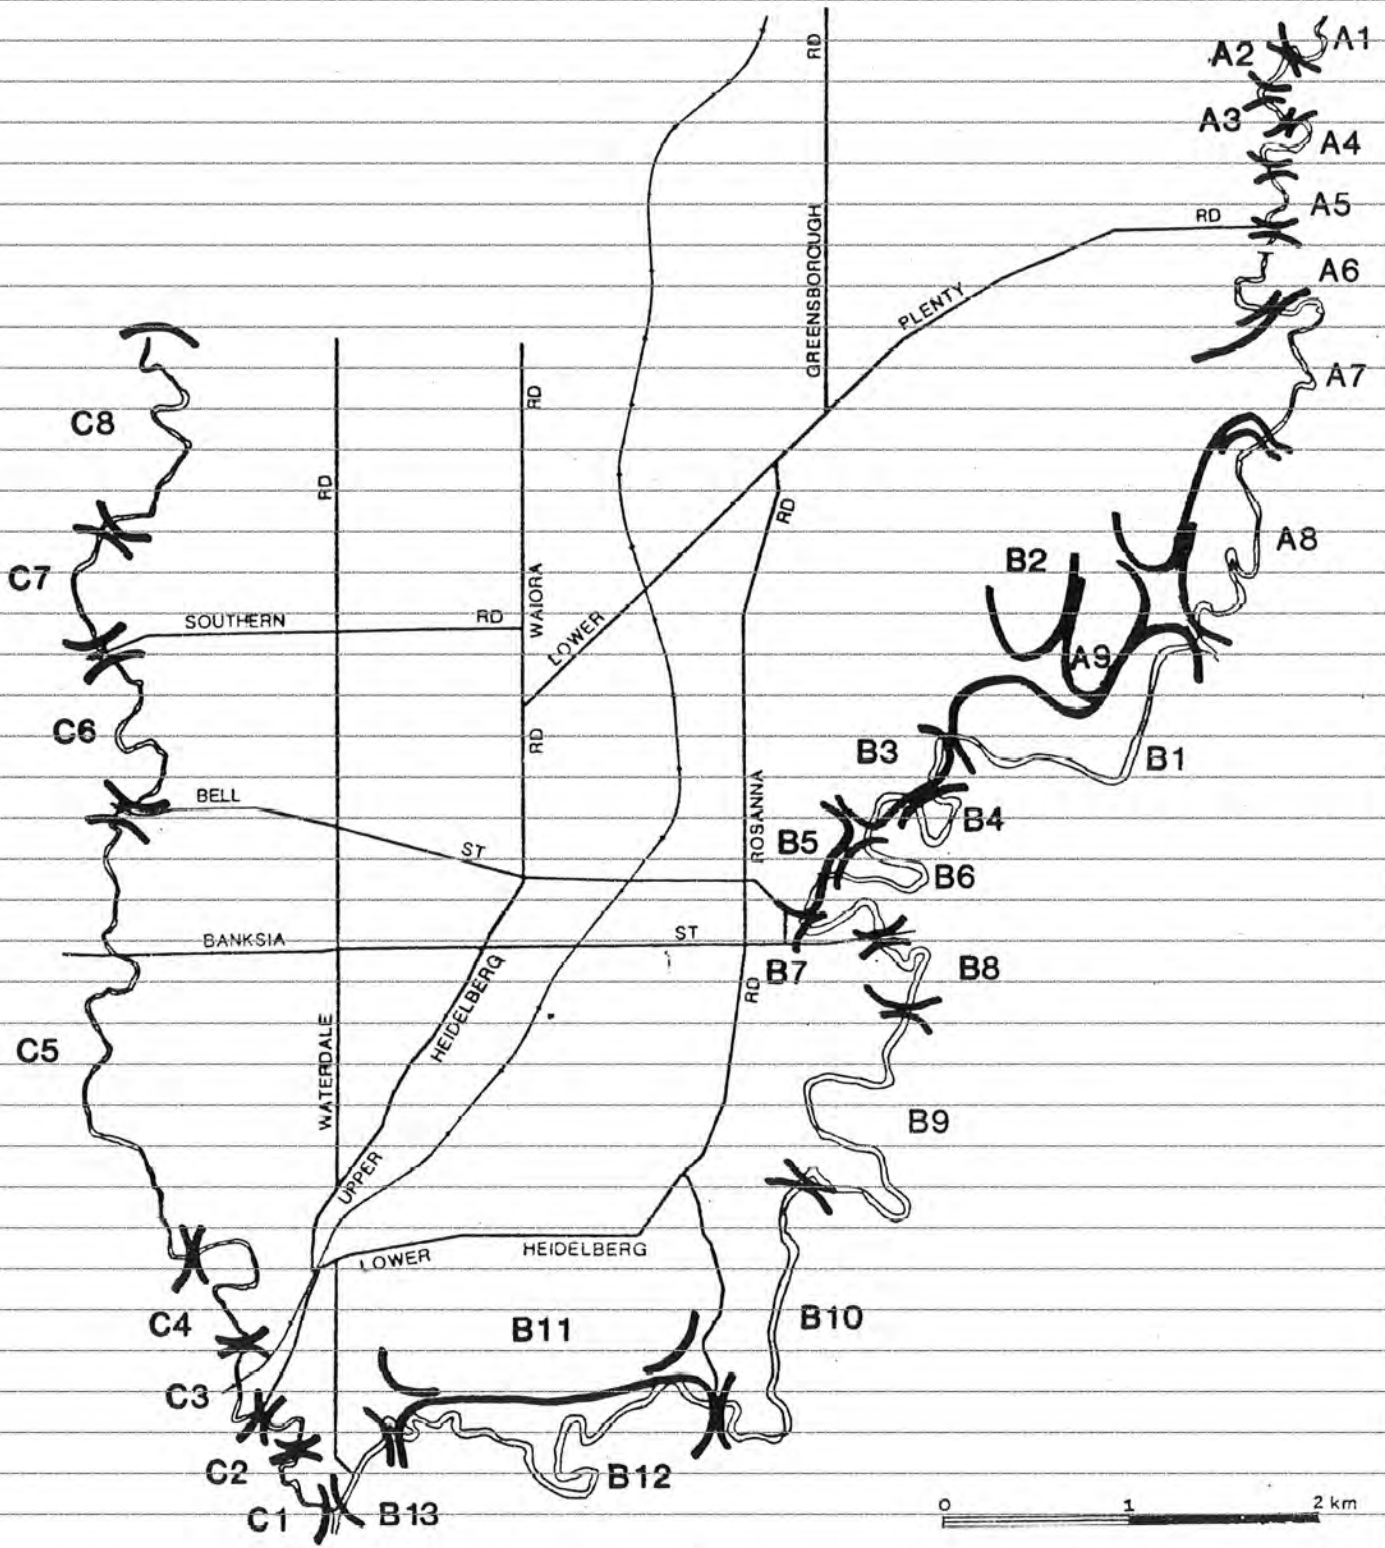 A1
RD
A2
A3
A4
A5
RD
GREENSBOROUGH
A6
PLENTY
A7
C8
RD
RD
RD
A8
B2
C7
WAIORA
SOUTHERN
RD
LOWER
A9
C6
RD
B3
B1
BELL
ROSANNA
B4
ST
B5
B6
BANKSIA
ST
B7
B8
RD
HEIDELBERG
C5
WATERDALE
B9
UPPER
LOWER
HEIDELBERG
C4
B11
B10
C3
C2
B12
C1
B13
0 1 2 km